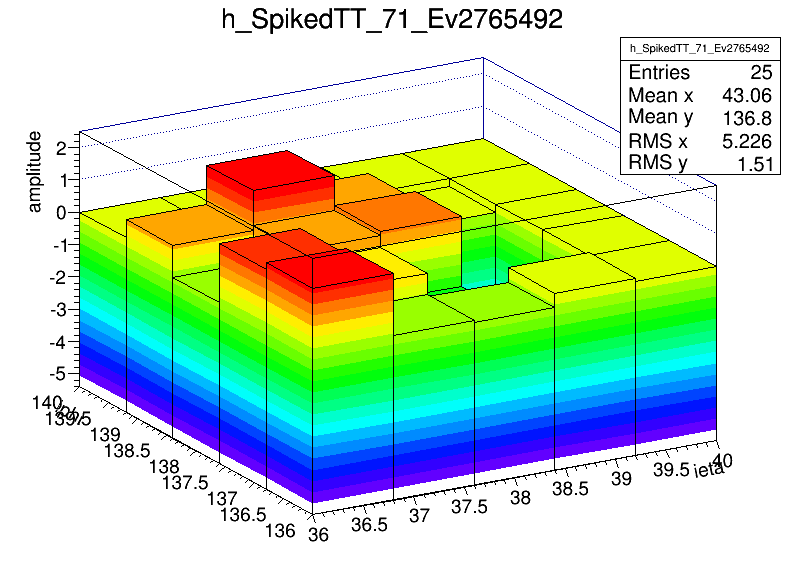 h_SpikedTT_71_Ev2765492
h_SpikedTT_71_Ev2765492
Entries 25
Mean x 43.06
Mean y 136.8
RMS x 5.226
RMS y 1.51
amplitude
2
1
0
-1
-2
-3
-4
-5
140
139.5
139
138.5
138
137.5
137
136.5
136
36
36.5
37
37.5
38
38.5
39
39.5
40
ieta